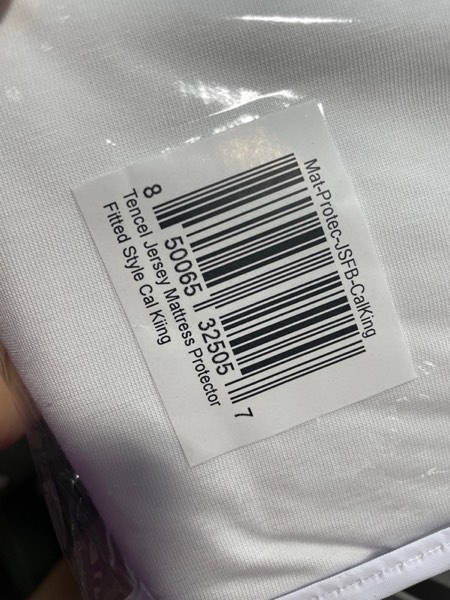 Mat-Protec-JSFB-CalKing
8 50065 32505 7
Tencel Jersey Mattress Protector
Fitted Style Cal Kiing